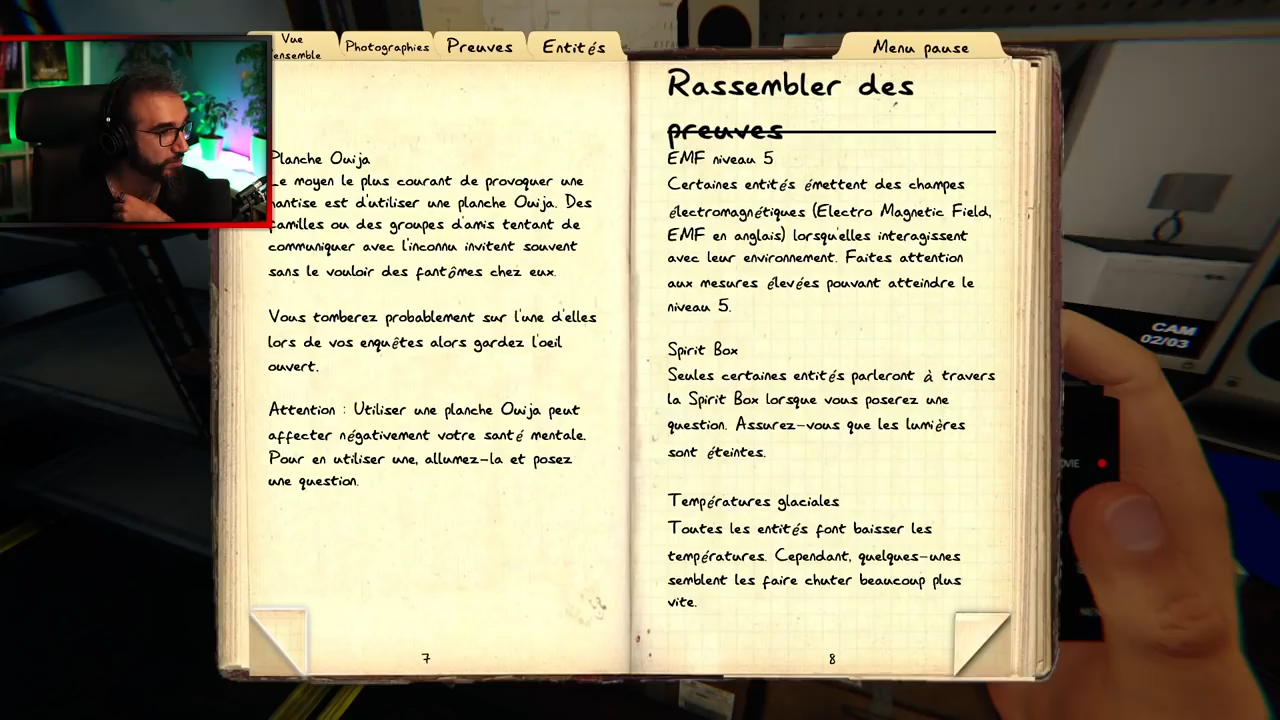 Vue
ensemble
Photographies
Preuves
Entités
Menu pause
Planche Ouija
Le moyen le plus courant de provoquer une
hantise est d'utiliser une planche Ouija. Des
familles ou des groupes d'amis tentant de
communiquer avec l'inconnu invitent souvent
sans le vouloir des fantômes chez eux.
Vous tomberez probablement sur l'une d'elles
lors de vos enquêtes alors gardez l'oeil
ouvert.
Attention : Utiliser une planche Ouija peut
affecter négativement votre santé mentale.
Pour en utiliser une, allumez-la et posez
une question.
7
Rassembler des
preuves
EMF niveau 5
Certaines entités émettent des champs
électromagnétiques (Electro Magnetic Field,
EMF en anglais) lorsqu'elles interagissent
avec leur environnement. Faites attention
aux mesures élevées pouvant atteindre le
niveau 5.
Spirit Box
Seules certaines entités parleront à travers
la Spirit Box lorsque vous poserez une
question. Assurez-vous que les lumières
sont éteintes.
Températures glaciales
Toutes les entités font baisser les
températures. Cependant, quelques-unes
semblent les faire chuter beaucoup plus
vite.
8
CAM
02/03